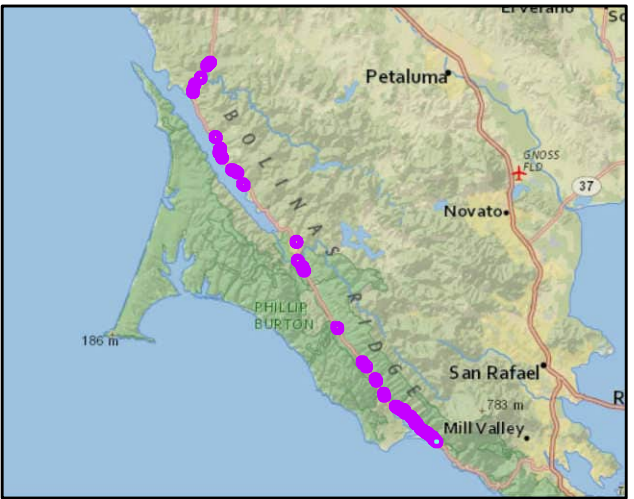 El Verano
Petaluma
BOLINAS RIDGE
GNOSS
FLD
37
Novato
PHILLIP
BURTON
186 m
San Rafael
783 m
Mill Valley